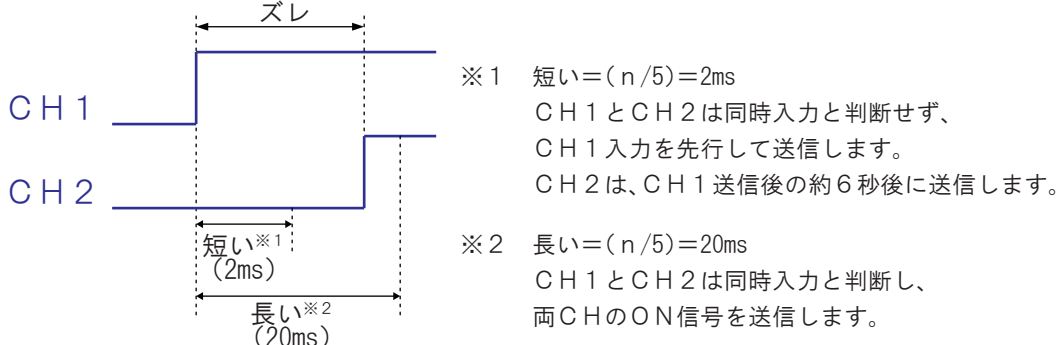 ズレ
ＣＨ１
ＣＨ２
短い※1
(2ms)
長い※2
(20ms)
※１　短い＝(ｎ/5)＝2ms
ＣＨ１とＣＨ２は同時入力と判断せず、
ＣＨ１入力を先行して送信します。
ＣＨ２は、ＣＨ１送信後の約６秒後に送信します。
※２　長い＝(ｎ/5)＝20ms
ＣＨ１とＣＨ２は同時入力と判断し、
両ＣＨのＯＮ信号を送信します。